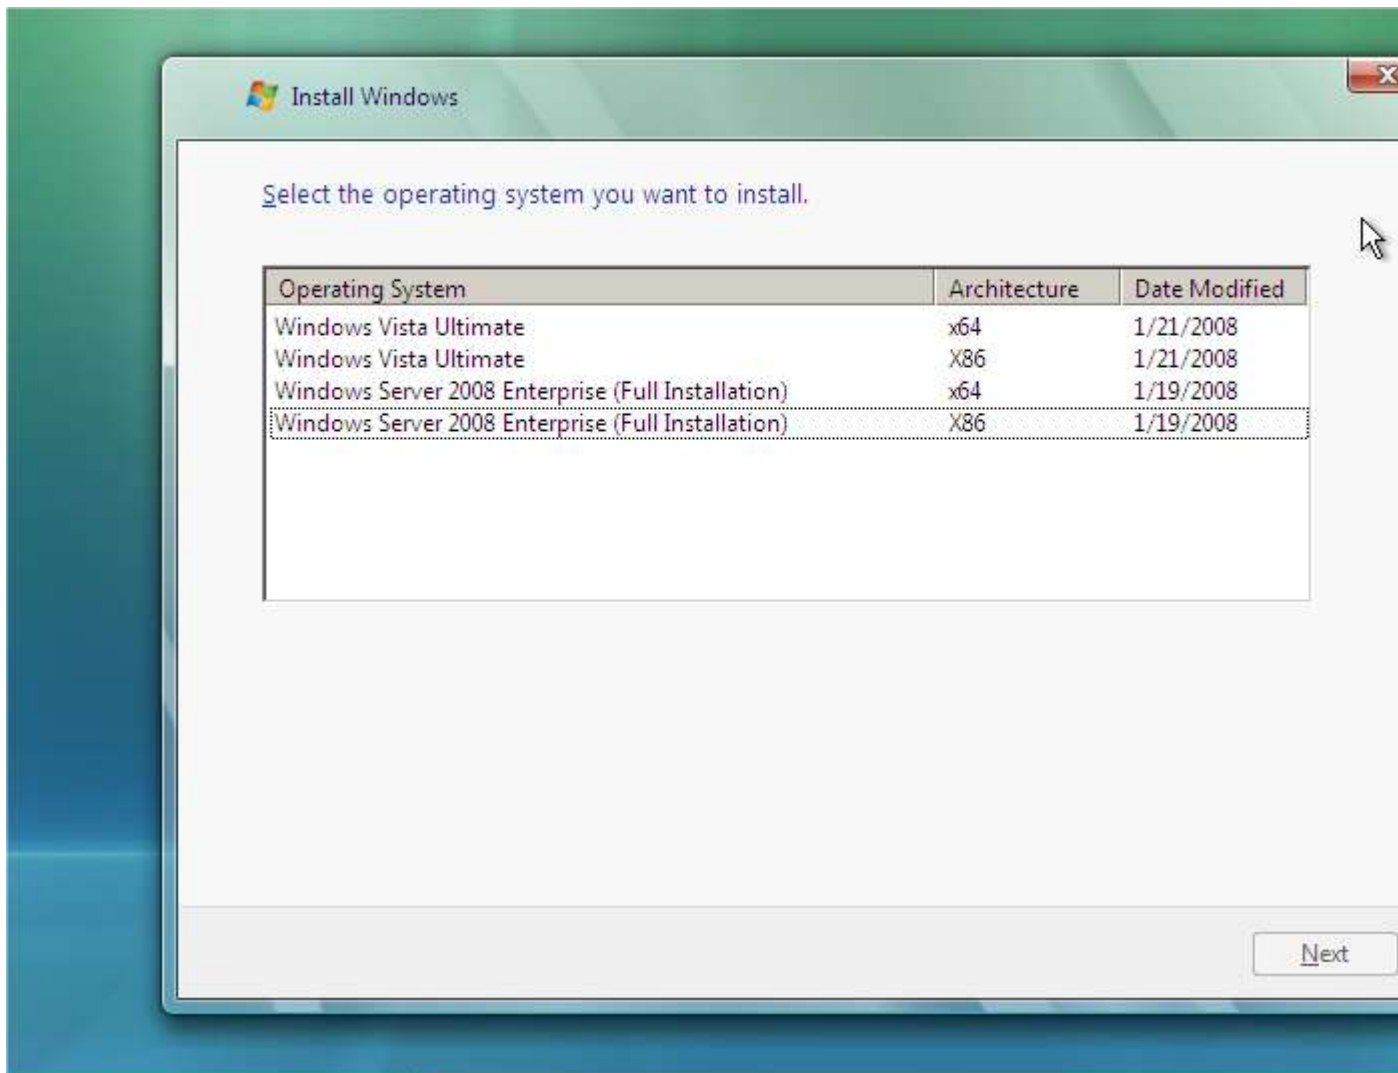 Install Windows
Select the operating system you want to install.
Operating System Architecture Date Modified
Windows Vista Ultimate x64 1/21/2008
Windows Vista Ultimate X86 1/21/2008
Windows Server 2008 Enterprise (Full Installation) x64 1/19/2008
Windows Server 2008 Enterprise (Full Installation) X86 1/19/2008
Next